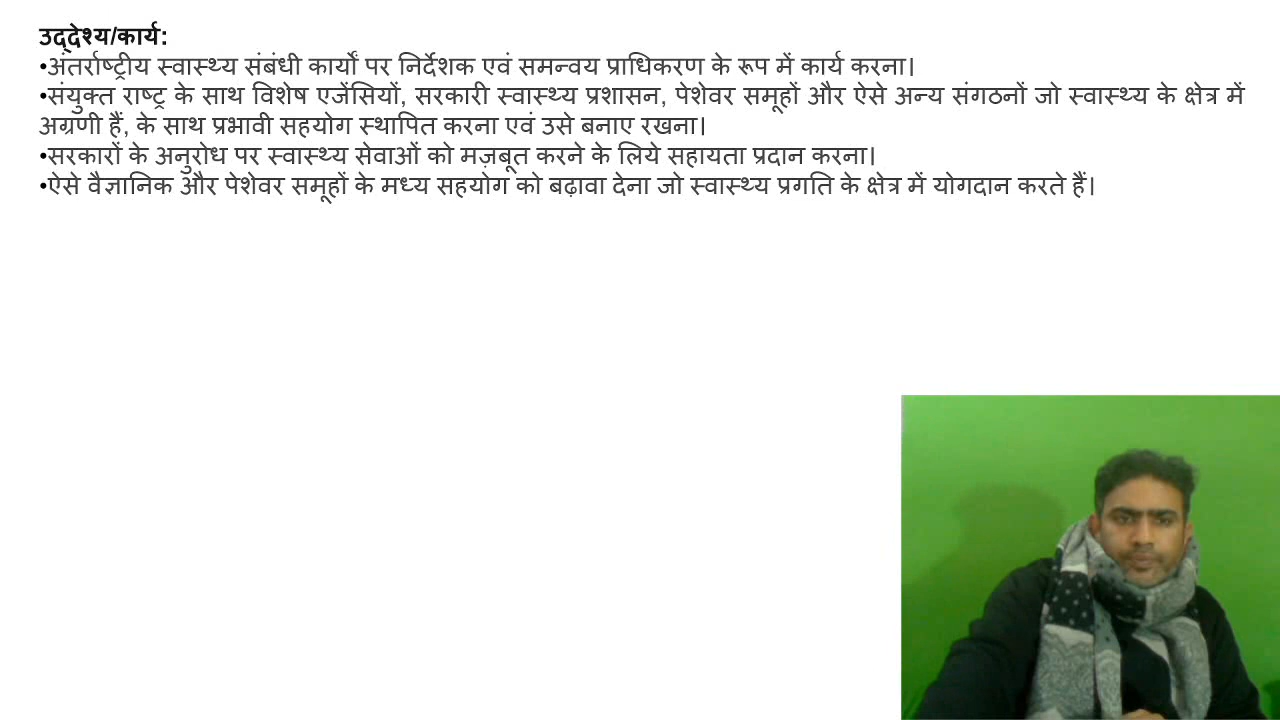 उद्देश्य/कार्य:
•अंतर्राष्ट्रीय स्वास्थ्य संबंधी कार्यों पर निर्देशक एवं समन्वय प्राधिकरण के रूप में कार्य करना।
•संयुक्त राष्ट्र के साथ विशेष एजेंसियों, सरकारी स्वास्थ्य प्रशासन, पेशेवर समूहों और ऐसे अन्य संगठनों जो स्वास्थ्य के क्षेत्र में
अग्रणी हैं, के साथ प्रभावी सहयोग स्थापित करना एवं उसे बनाए रखना।
•सरकारों के अनुरोध पर स्वास्थ्य सेवाओं को मज़बूत करने के लिये सहायता प्रदान करना।
•ऐसे वैज्ञानिक और पेशेवर समूहों के मध्य सहयोग को बढ़ावा देना जो स्वास्थ्य प्रगति के क्षेत्र में योगदान करते हैं।